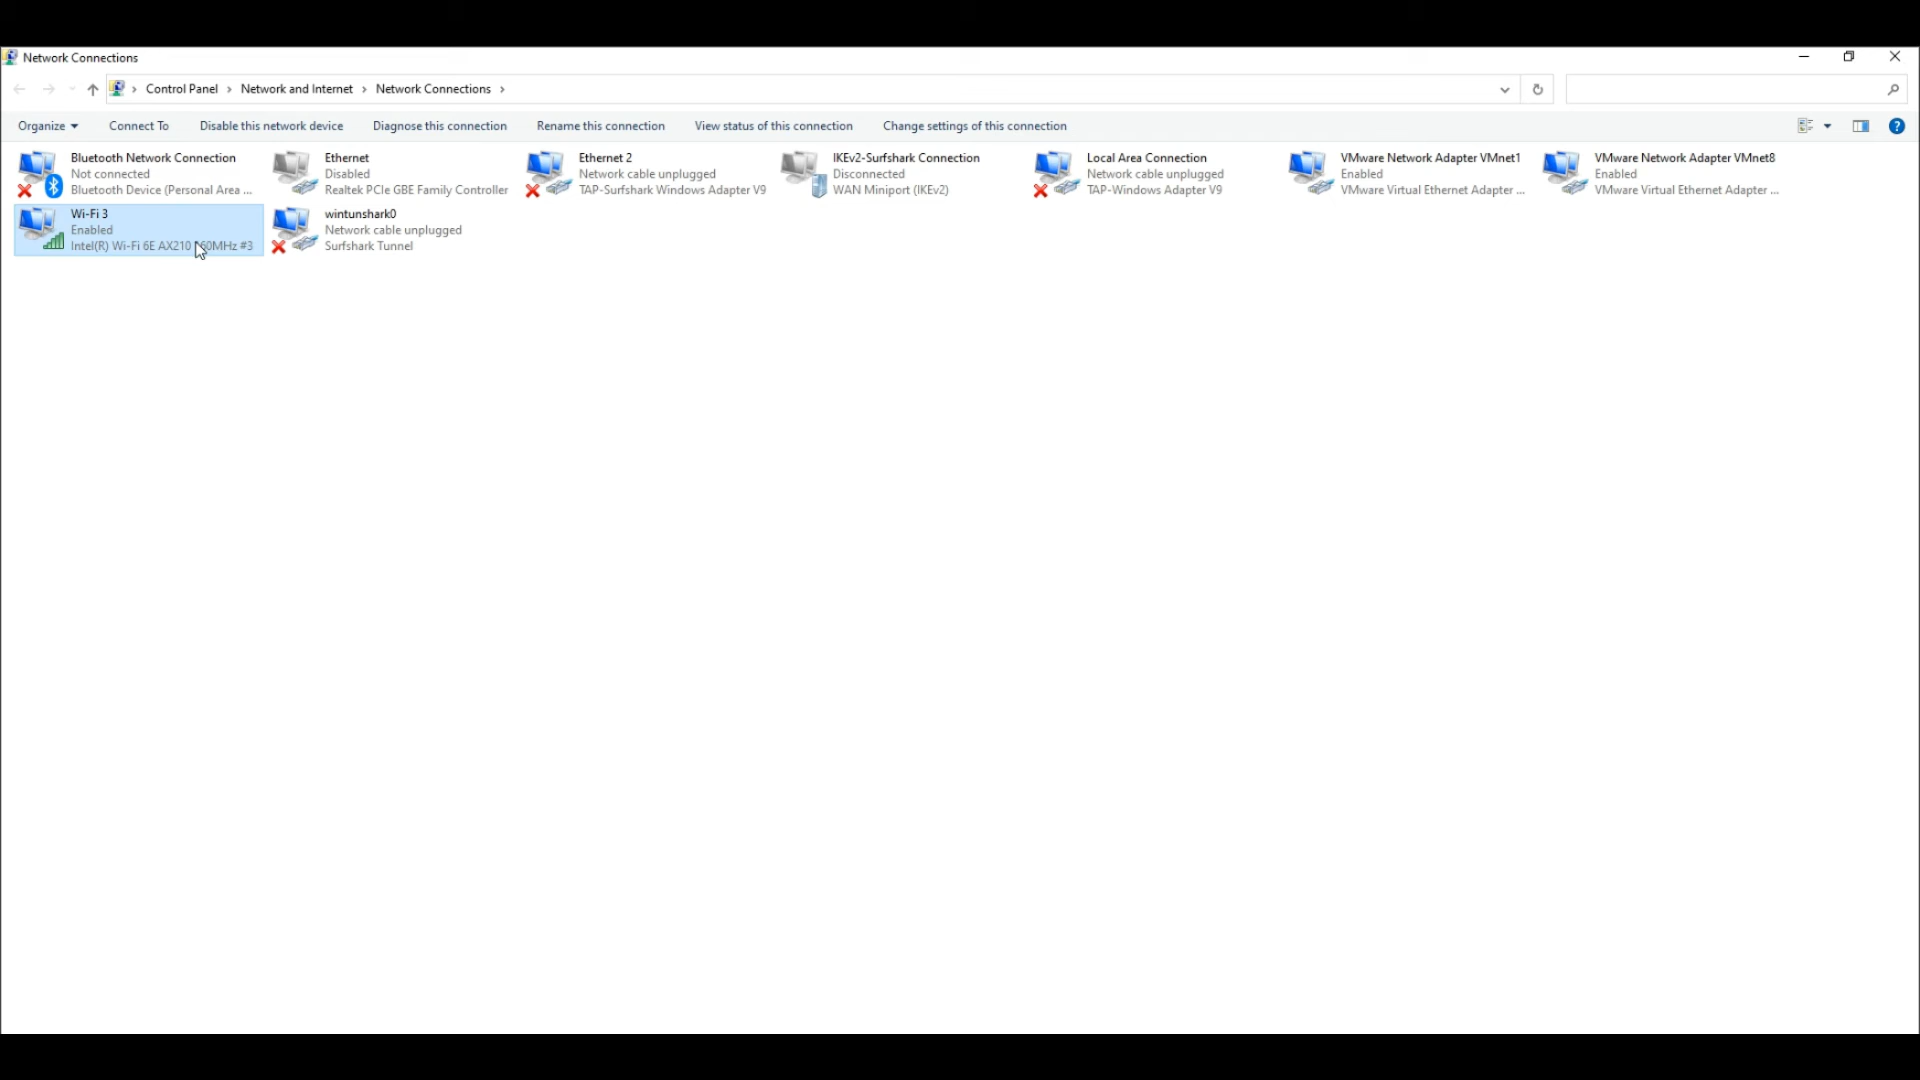 Network Connections
Control Panel > Network and Internet > Network Connections >
Organize Connect To Disable this network device Diagnose this connection Rename this connection View status of this connection Change settings of this connection
Bluetooth Network Connection
Not connected
Bluetooth Device (Personal Area ...
Ethernet
Disabled
Realtek PCIe GBE Family Controller
Ethernet 2
Network cable unplugged
TAP-Surfshark Windows Adapter V9
IKEv2-Surfshark Connection
Disconnected
WAN Miniport (IKEv2)
Local Area Connection
Network cable unplugged
TAP-Windows Adapter V9
VMware Network Adapter VMnet1
Enabled
VMware Virtual Ethernet Adapter ...
VMware Network Adapter VMnet8
Enabled
VMware Virtual Ethernet Adapter ...
Wi-Fi 3
Enabled
Intel(R) Wi-Fi 6E AX210 #3
wintunshark0
Network cable unplugged
Surfshark Tunnel